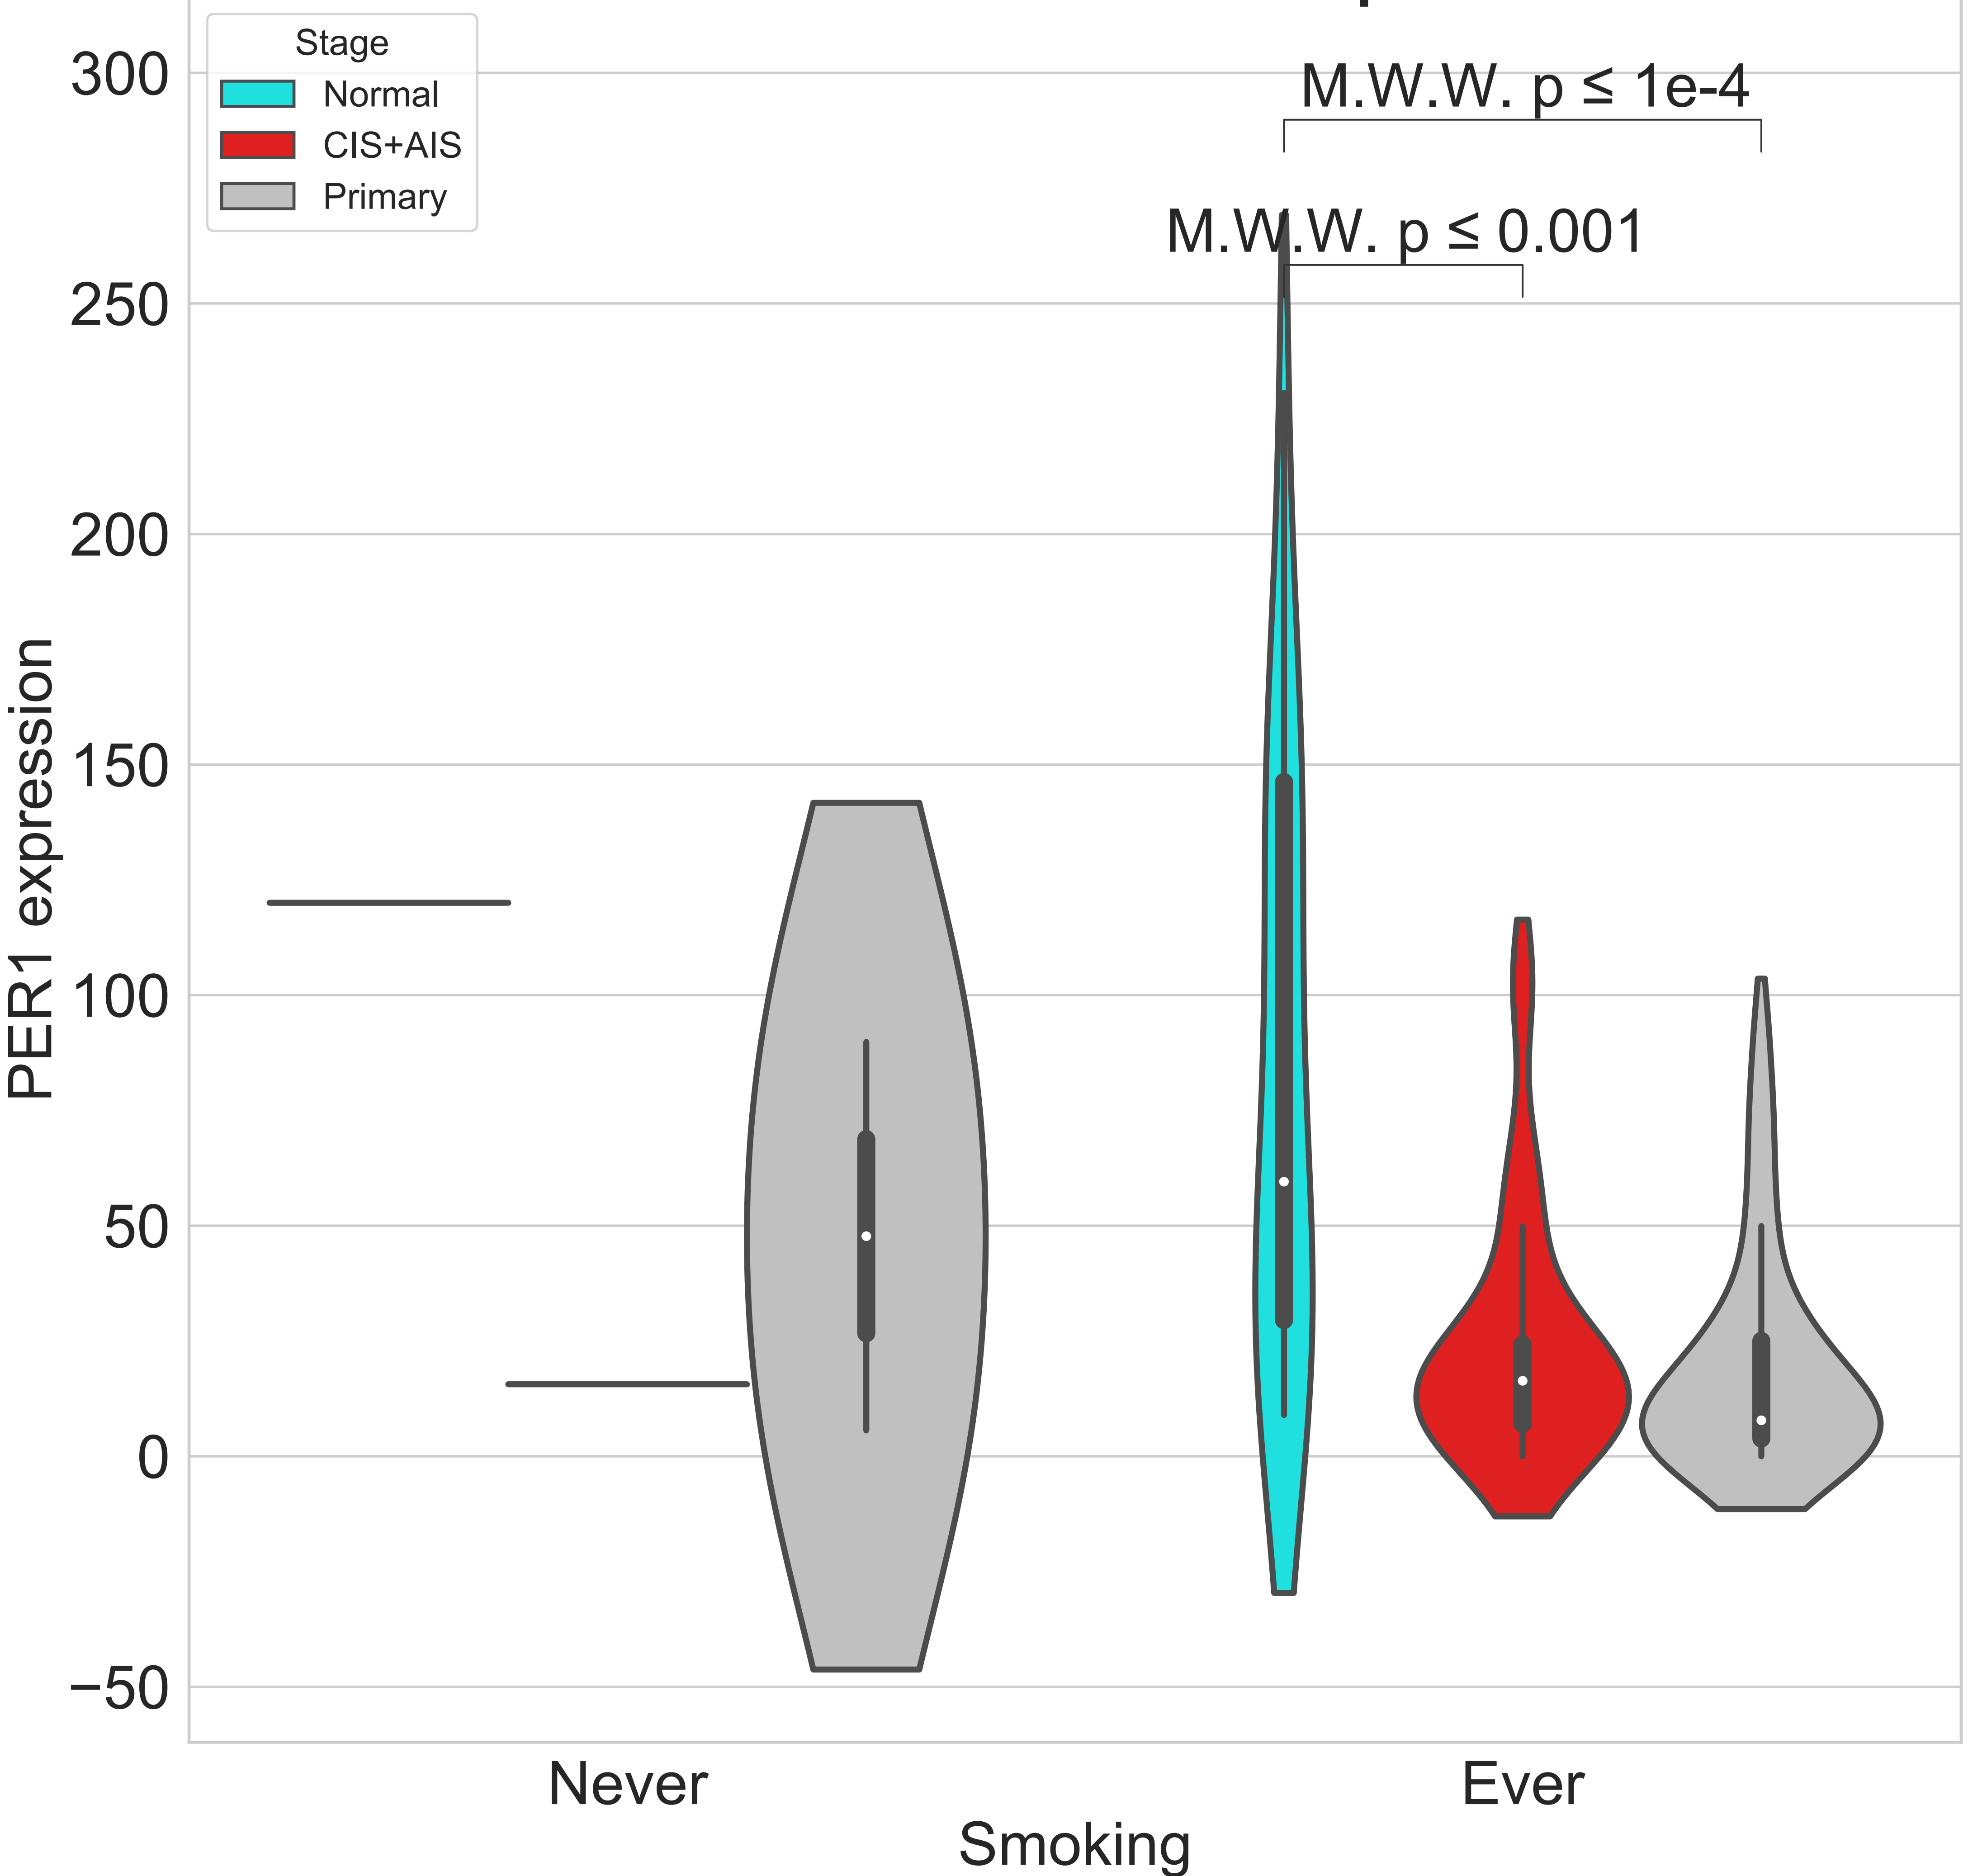 Stage
Normal
CIS+AIS
Primary
M.W.W. p ≤ 1e-4
M.W.W. p ≤ 0.001
300
250
200
150
100
50
0
−50
PER1 expression
Never
Ever
Smoking